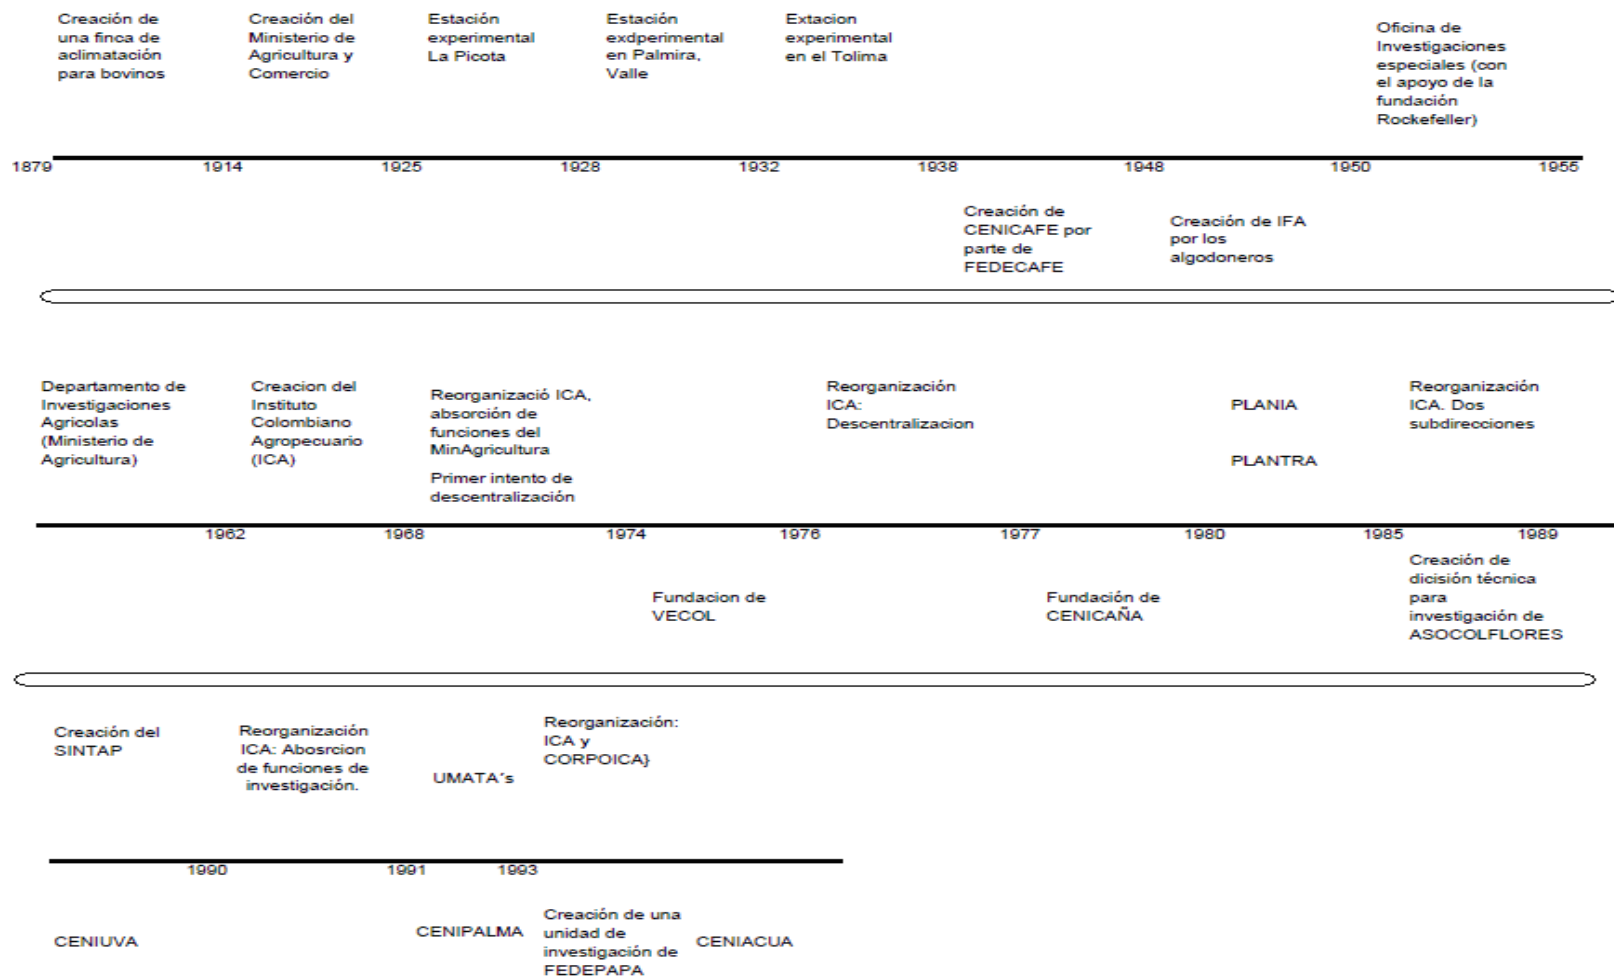 Creación de
una finca de
aclimatación
para bovinos
Creación del
Ministerio de
Agricultura y
Comercio
Estación
experimental
La Picota
Estación
exdperimental
en Palmira,
Valle
Extacion
experimental
en el Tolima
Oficina de
Investigaciones
especiales (con
el apoyo de la
fundación
Rockefeller)
1879 1914 1925 1928 1932 1938 1948 1950 1955
Creación de
CENICAFE por
parte de
FEDECAFE
Creación de IFA
por los
algodoneros
Departamento de
Investigaciones
Agricolas
(Ministerio de
Agricultura)
Creacion del
Instituto
Colombiano
Agropecuario
(ICA)
Reorganizació ICA,
absorción de
funciones del
MinAgricultura
Primer intento de
descentralización
Reorganización
ICA:
Descentralizacion
PLANIA
PLANTRA
Reorganización
ICA. Dos
subdirecciones
1962 1968 1974 1976 1977 1980 1985 1989
Fundacion de
VECOL
Fundación de
CENICAÑA
Creación de
dicisión técnica
para
investigación de
ASOCOLFLORES
Creación del
SINTAP
Reorganización
ICA: Abosrcion
de funciones de
investigación.
UMATA´s
Reorganización:
ICA y
CORPOICA}
1990 1991 1993
CENIUVA
CENIPALMA
Creación de una
unidad de
investigación de
FEDEPAPA
CENIACUA